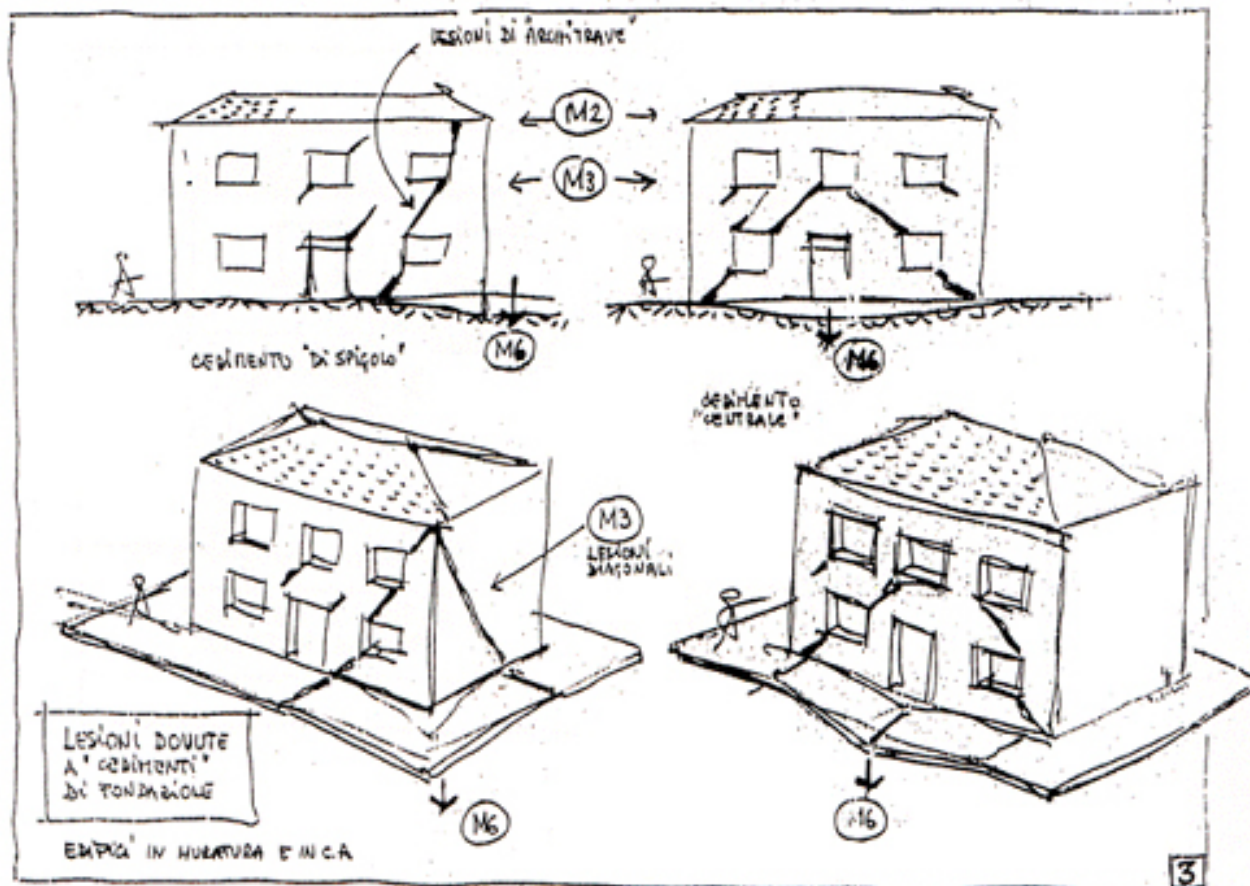 LESIONI DI ARCHITRAVE"
M2
M3
CEDIMENTO "DI SPIGOLO"
M6
M6
CEDIMENTO
"CENTRALE"
M3
LESIONI
DIAGONALI
LESIONI DOVUTE
A "CEDIMENTI"
DI FONDAZIONE
M6
M6
EDIFICI IN MURATURA E IN C.A.
3